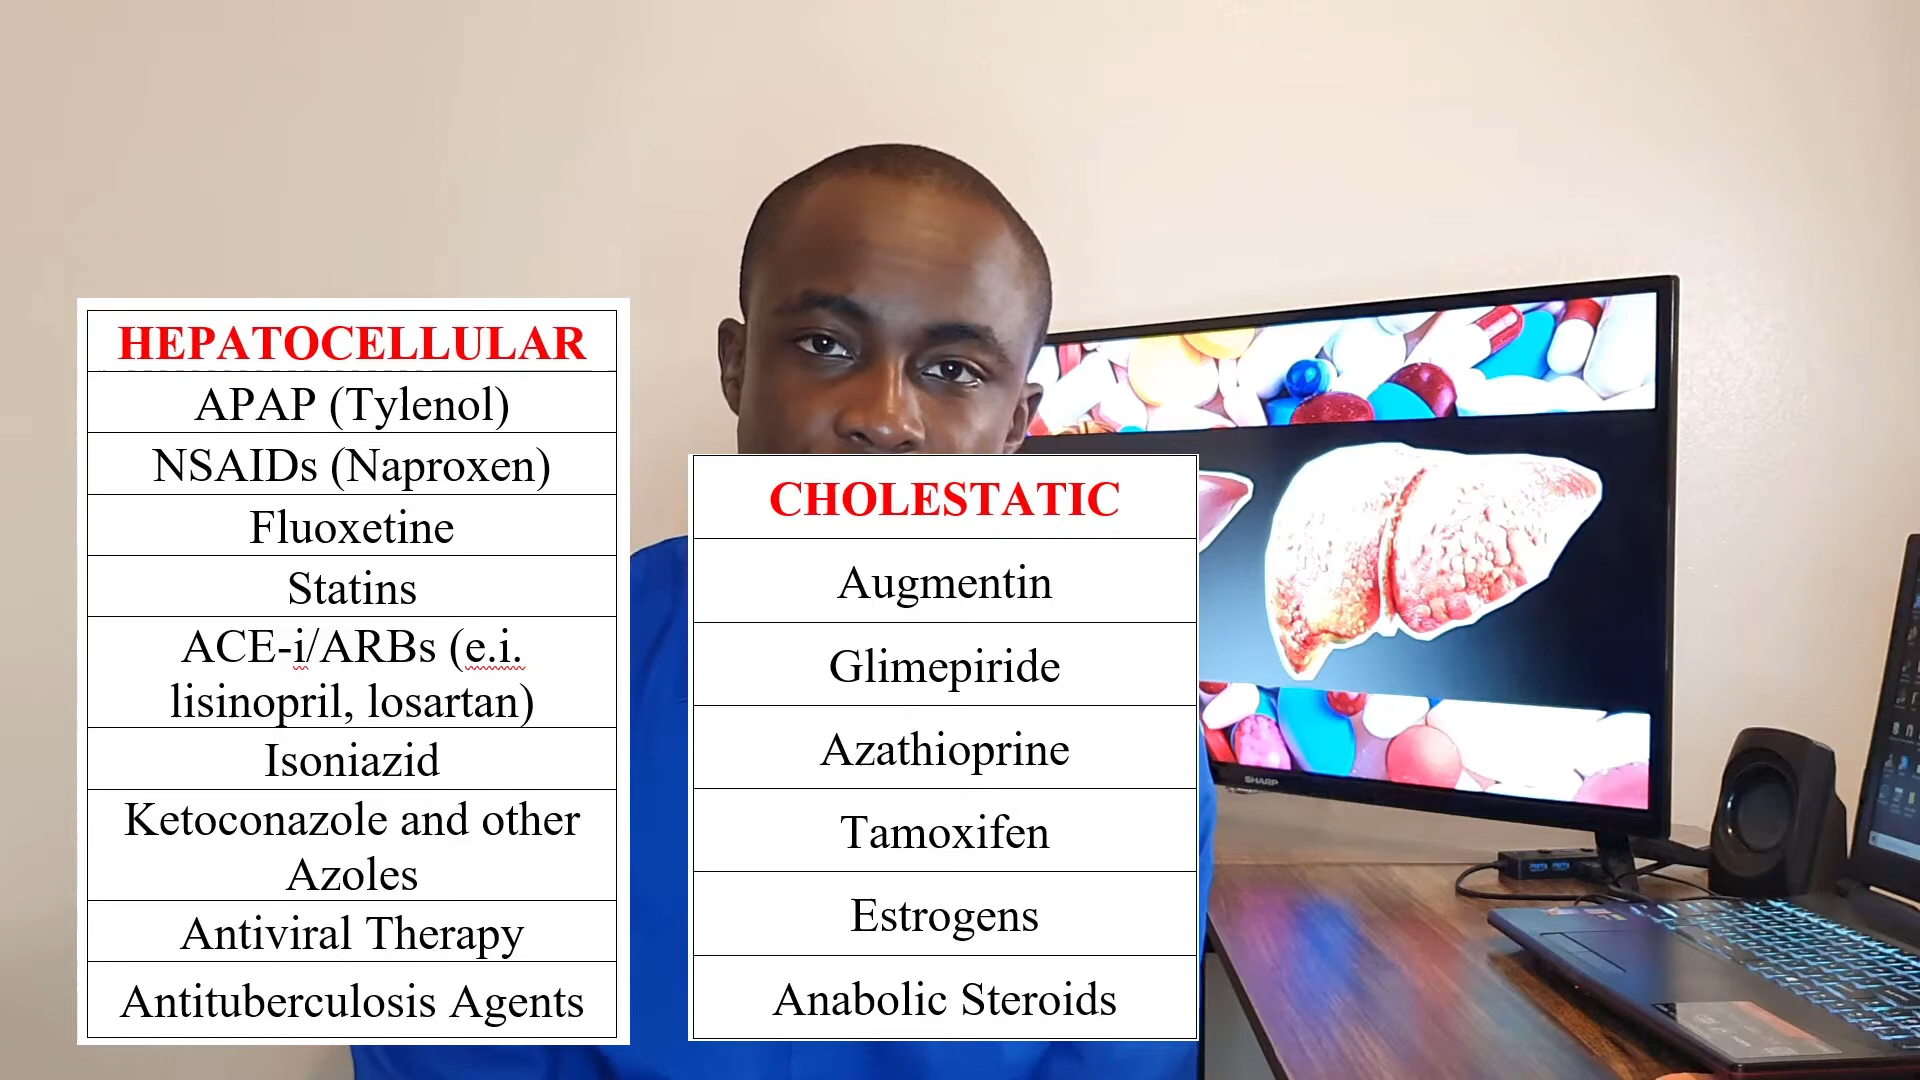 HEPATOCELLULAR
APAP (Tylenol)
NSAIDs (Naproxen)
Fluoxetine
Statins
ACE-i/ARBs (e.i.
lisinopril, losartan)
Isoniazid
Ketoconazole and other
Azoles
Antiviral Therapy
Antituberculosis Agents
CHOLESTATIC
Augmentin
Glimepiride
Azathioprine
Tamoxifen
Estrogens
Anabolic Steroids
SHARP